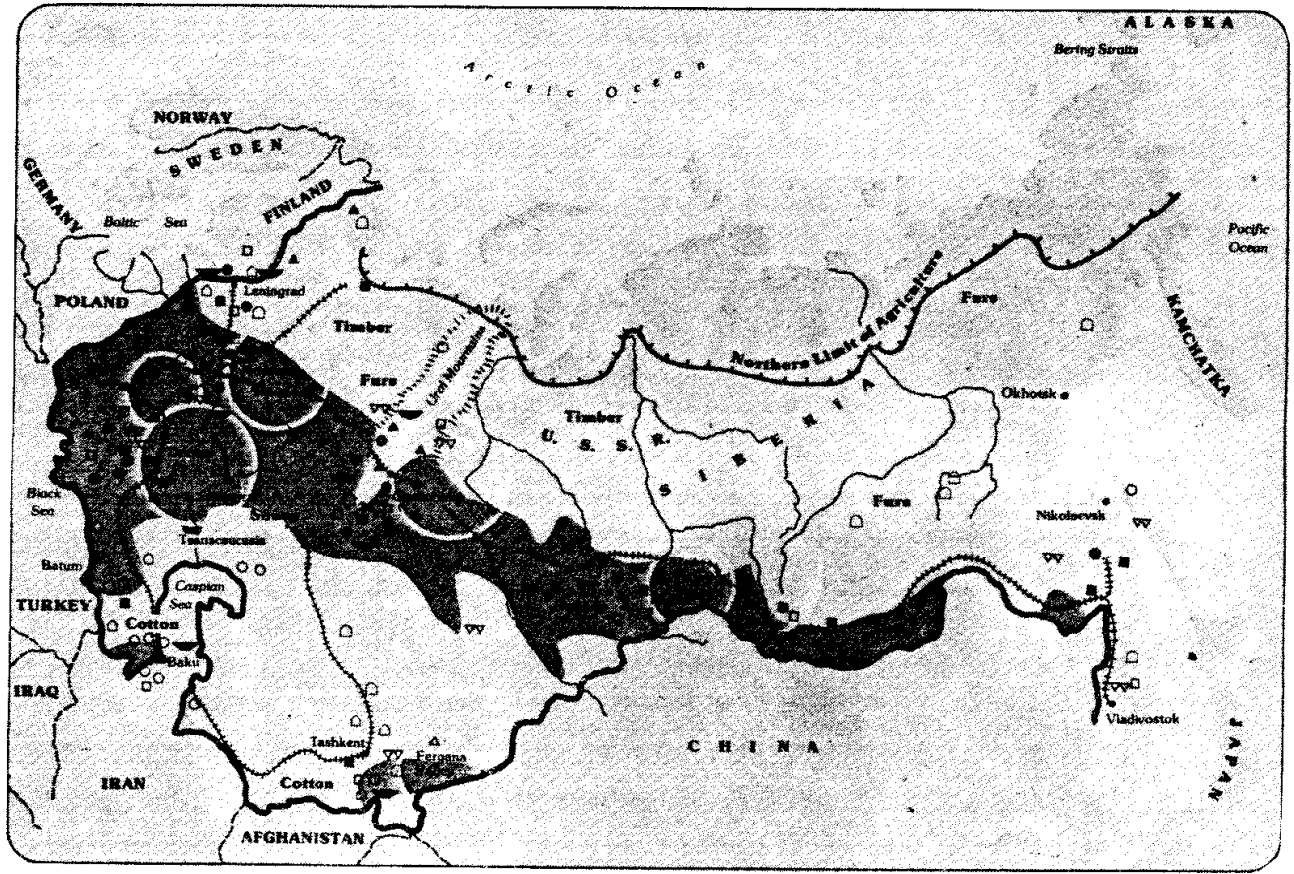 ALASKA
Bering Straits
Arctic Ocean
NORWAY
SWEDEN
GERMANY
FINLAND
Baltic Sea
Pacific
Ocean
POLAND
Leningrad
Timber
Northern Limit of Agriculture
Furs
KAMCHATKA
Ural Mountains
Furs
Okhotsk
Timber
U. S. S. R.
SIBERIA
Black
Sea
Furs
Nikolaevsk
Transcaucasia
Batum
Caspian
Sea
TURKEY
Cotton
Baku
IRAQ
Vladivostok
Tashkent
CHINA
JAPAN
Fergana
IRAN
Cotton
AFGHANISTAN